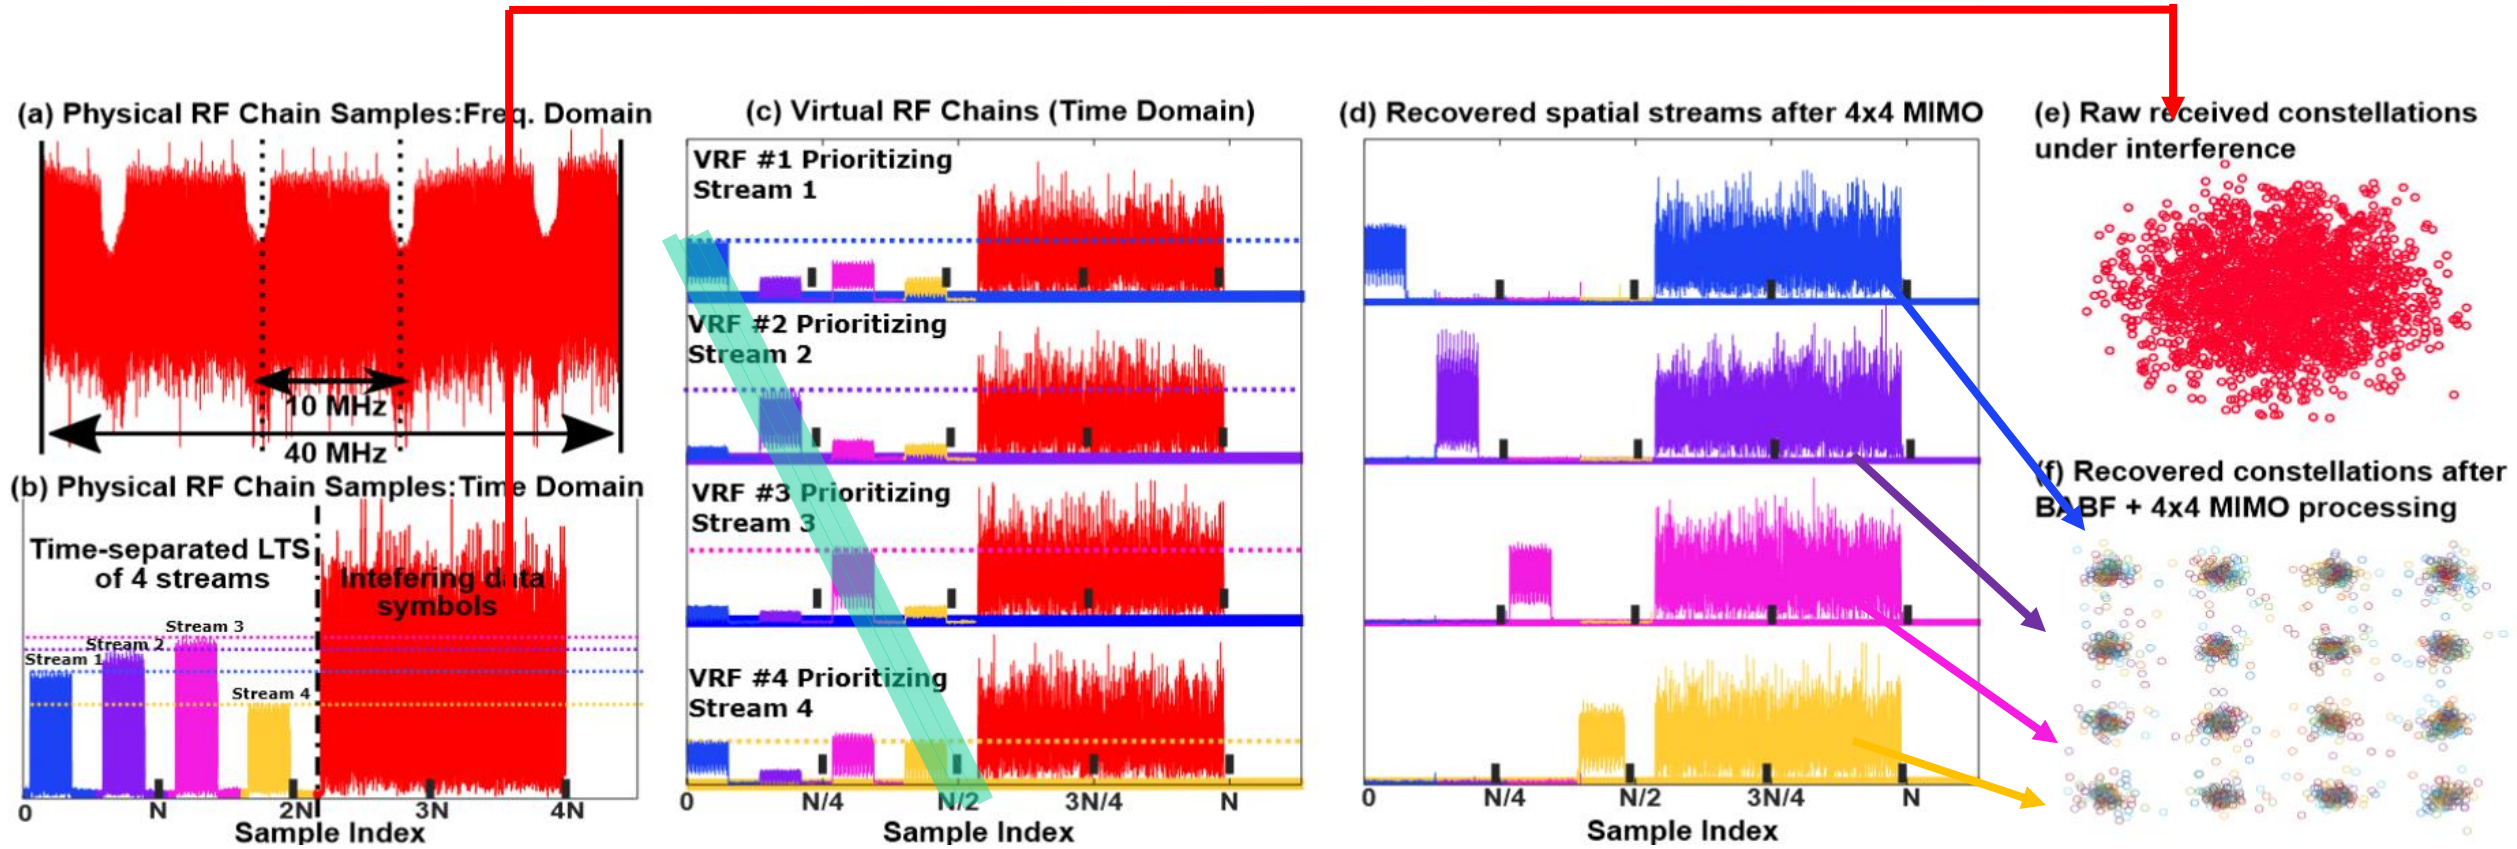 (a) Physical RF Chain Samples:Freq. Domain
10 MHz
40 MHz
(b) Physical RF Chain Samples:Time Domain
Time-separated LTS
of 4 streams
Intefering data
symbols
Stream 1
Stream 2
Stream 3
Stream 4
0 N 2N 3N 4N
Sample Index
(c) Virtual RF Chains (Time Domain)
VRF #1 Prioritizing
Stream 1
VRF #2 Prioritizing
Stream 2
VRF #3 Prioritizing
Stream 3
VRF #4 Prioritizing
Stream 4
0 N/4 N/2 3N/4 N
Sample Index
(d) Recovered spatial streams after 4x4 MIMO
0 N/4 N/2 3N/4 N
Sample Index
(e) Raw received constellations
under interference
(f) Recovered constellations after
BABF + 4x4 MIMO processing